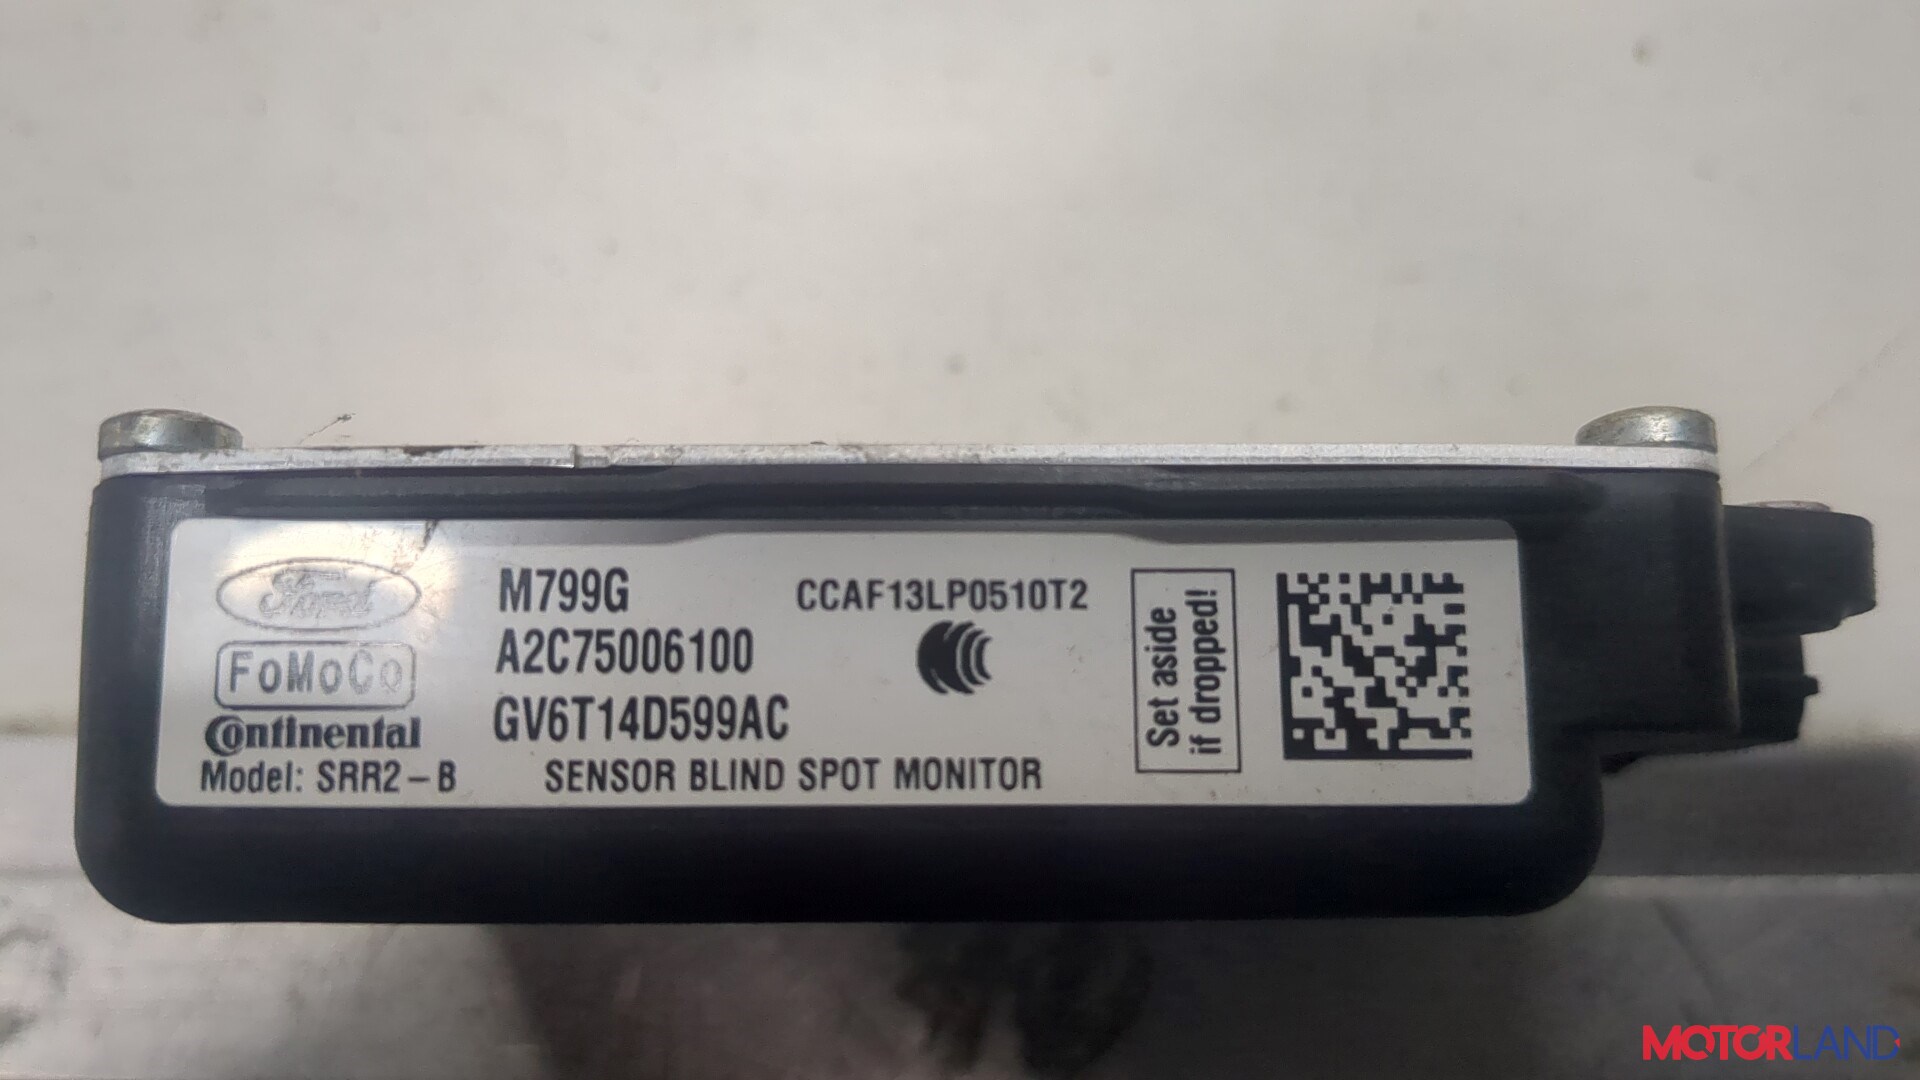 Ford
FoMoCo
Continental
Model: SRR2-B
M799G
A2C75006100
GV6T14D599AC
SENSOR BLIND SPOT MONITOR
CCAF13LP0510T2
Set aside
if dropped!
MOTORLAND